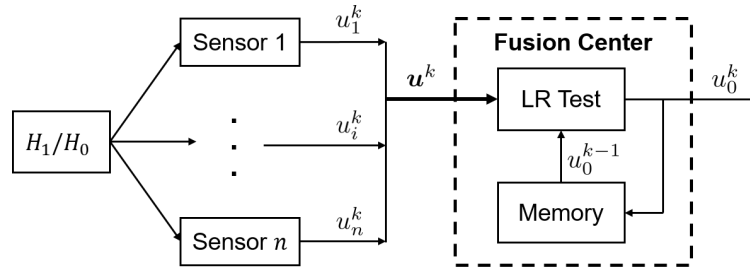 H₁/H₀
Sensor 1
u₁ᵏ
⋮
uᵢᵏ
Sensor n
uₙᵏ
𝒖ᵏ
Fusion Center
LR Test
u₀ᵏ
u₀ᵏ⁻¹
Memory